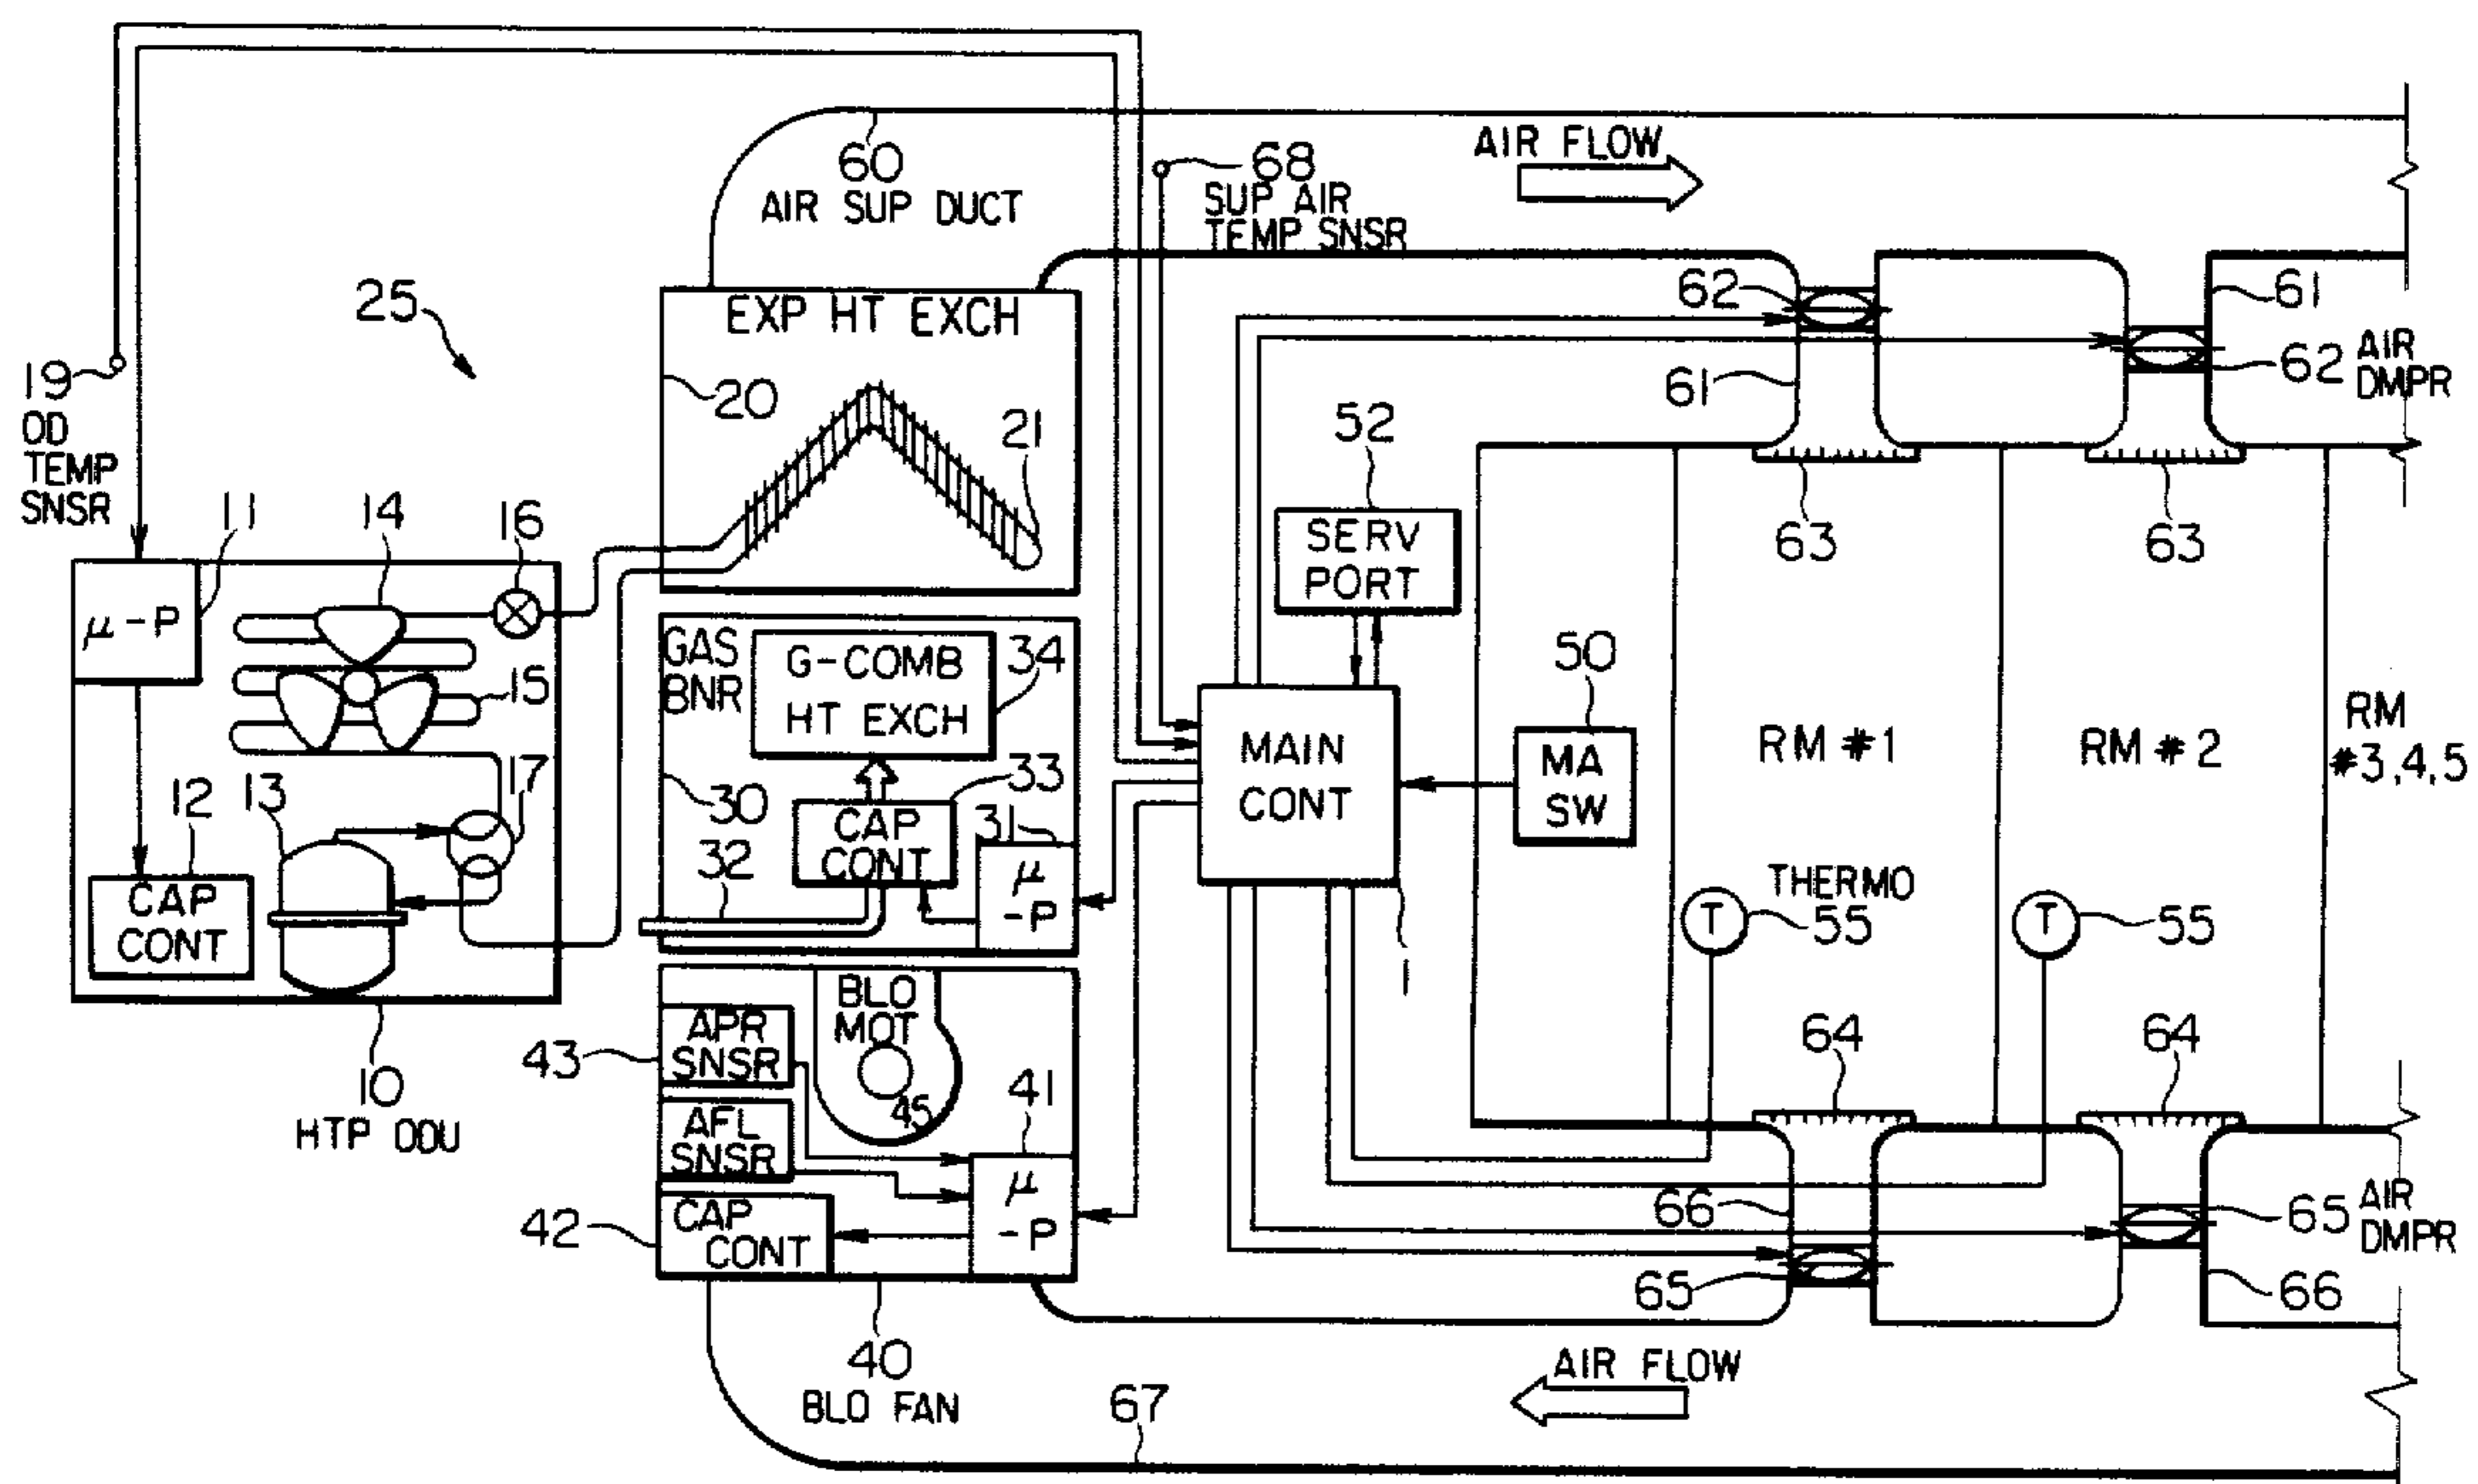 60
AIR SUP DUCT
68
SUP AIR
TEMP SNSR
AIR FLOW
25
19
OD
TEMP
SNSR
EXP HT EXCH
20
21
62
61
61
62
AIR
DMPR
63
63
52
SERV
PORT
11
14
16
μ-P
15
12
13
17
CAP
CONT
10
HTP ODU
GAS
BNR
G-COMB
HT EXCH
34
30
33
CAP
CONT
31
32
μ
-P
MAIN
CONT
1
50
MA
SW
RM #1
RM #2
RM
#3,4,5
THERMO
T
55
T
55
BLO
MOT
45
43
APR
SNSR
AFL
SNSR
41
μ
-P
42
CAP
CONT
40
BLO FAN
64
64
66
65
65
AIR
DMPR
66
AIR FLOW
67